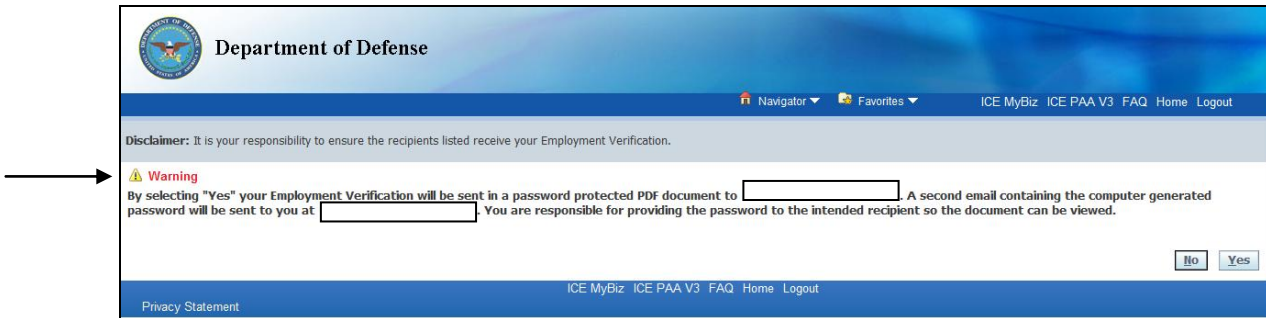 Department of Defense
Navigator Favorites ICE MyBiz ICE PAA V3 FAQ Home Logout
Disclaimer: It is your responsibility to ensure the recipients listed receive your Employment Verification.
Warning
By selecting "Yes" your Employment Verification will be sent in a password protected PDF document to . A second email containing the computer generated
password will be sent to you at . You are responsible for providing the password to the intended recipient so the document can be viewed.
No Yes
ICE MyBiz ICE PAA V3 FAQ Home Logout
Privacy Statement